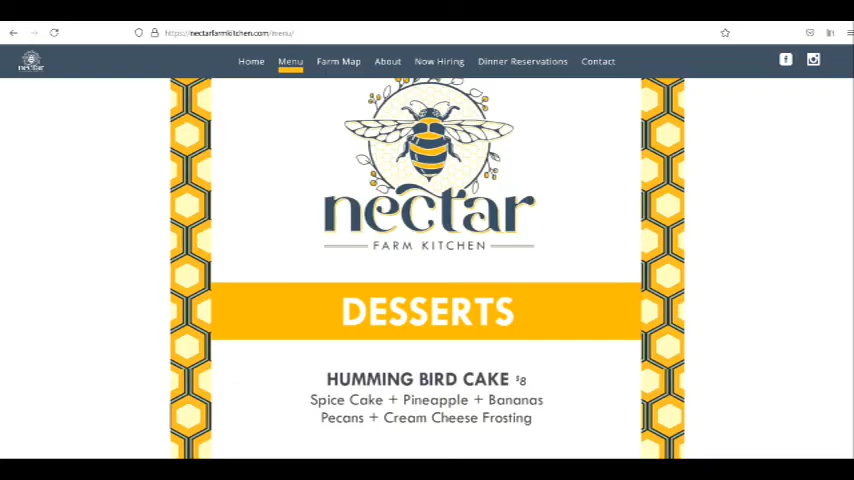 https://nectarfarmkitchen.com/menu/
nectar
Home Menu Farm Map About Now Hiring Dinner Reservations Contact
nectar
FARM KITCHEN
DESSERTS
HUMMING BIRD CAKE $8
Spice Cake + Pineapple + Bananas
Pecans + Cream Cheese Frosting